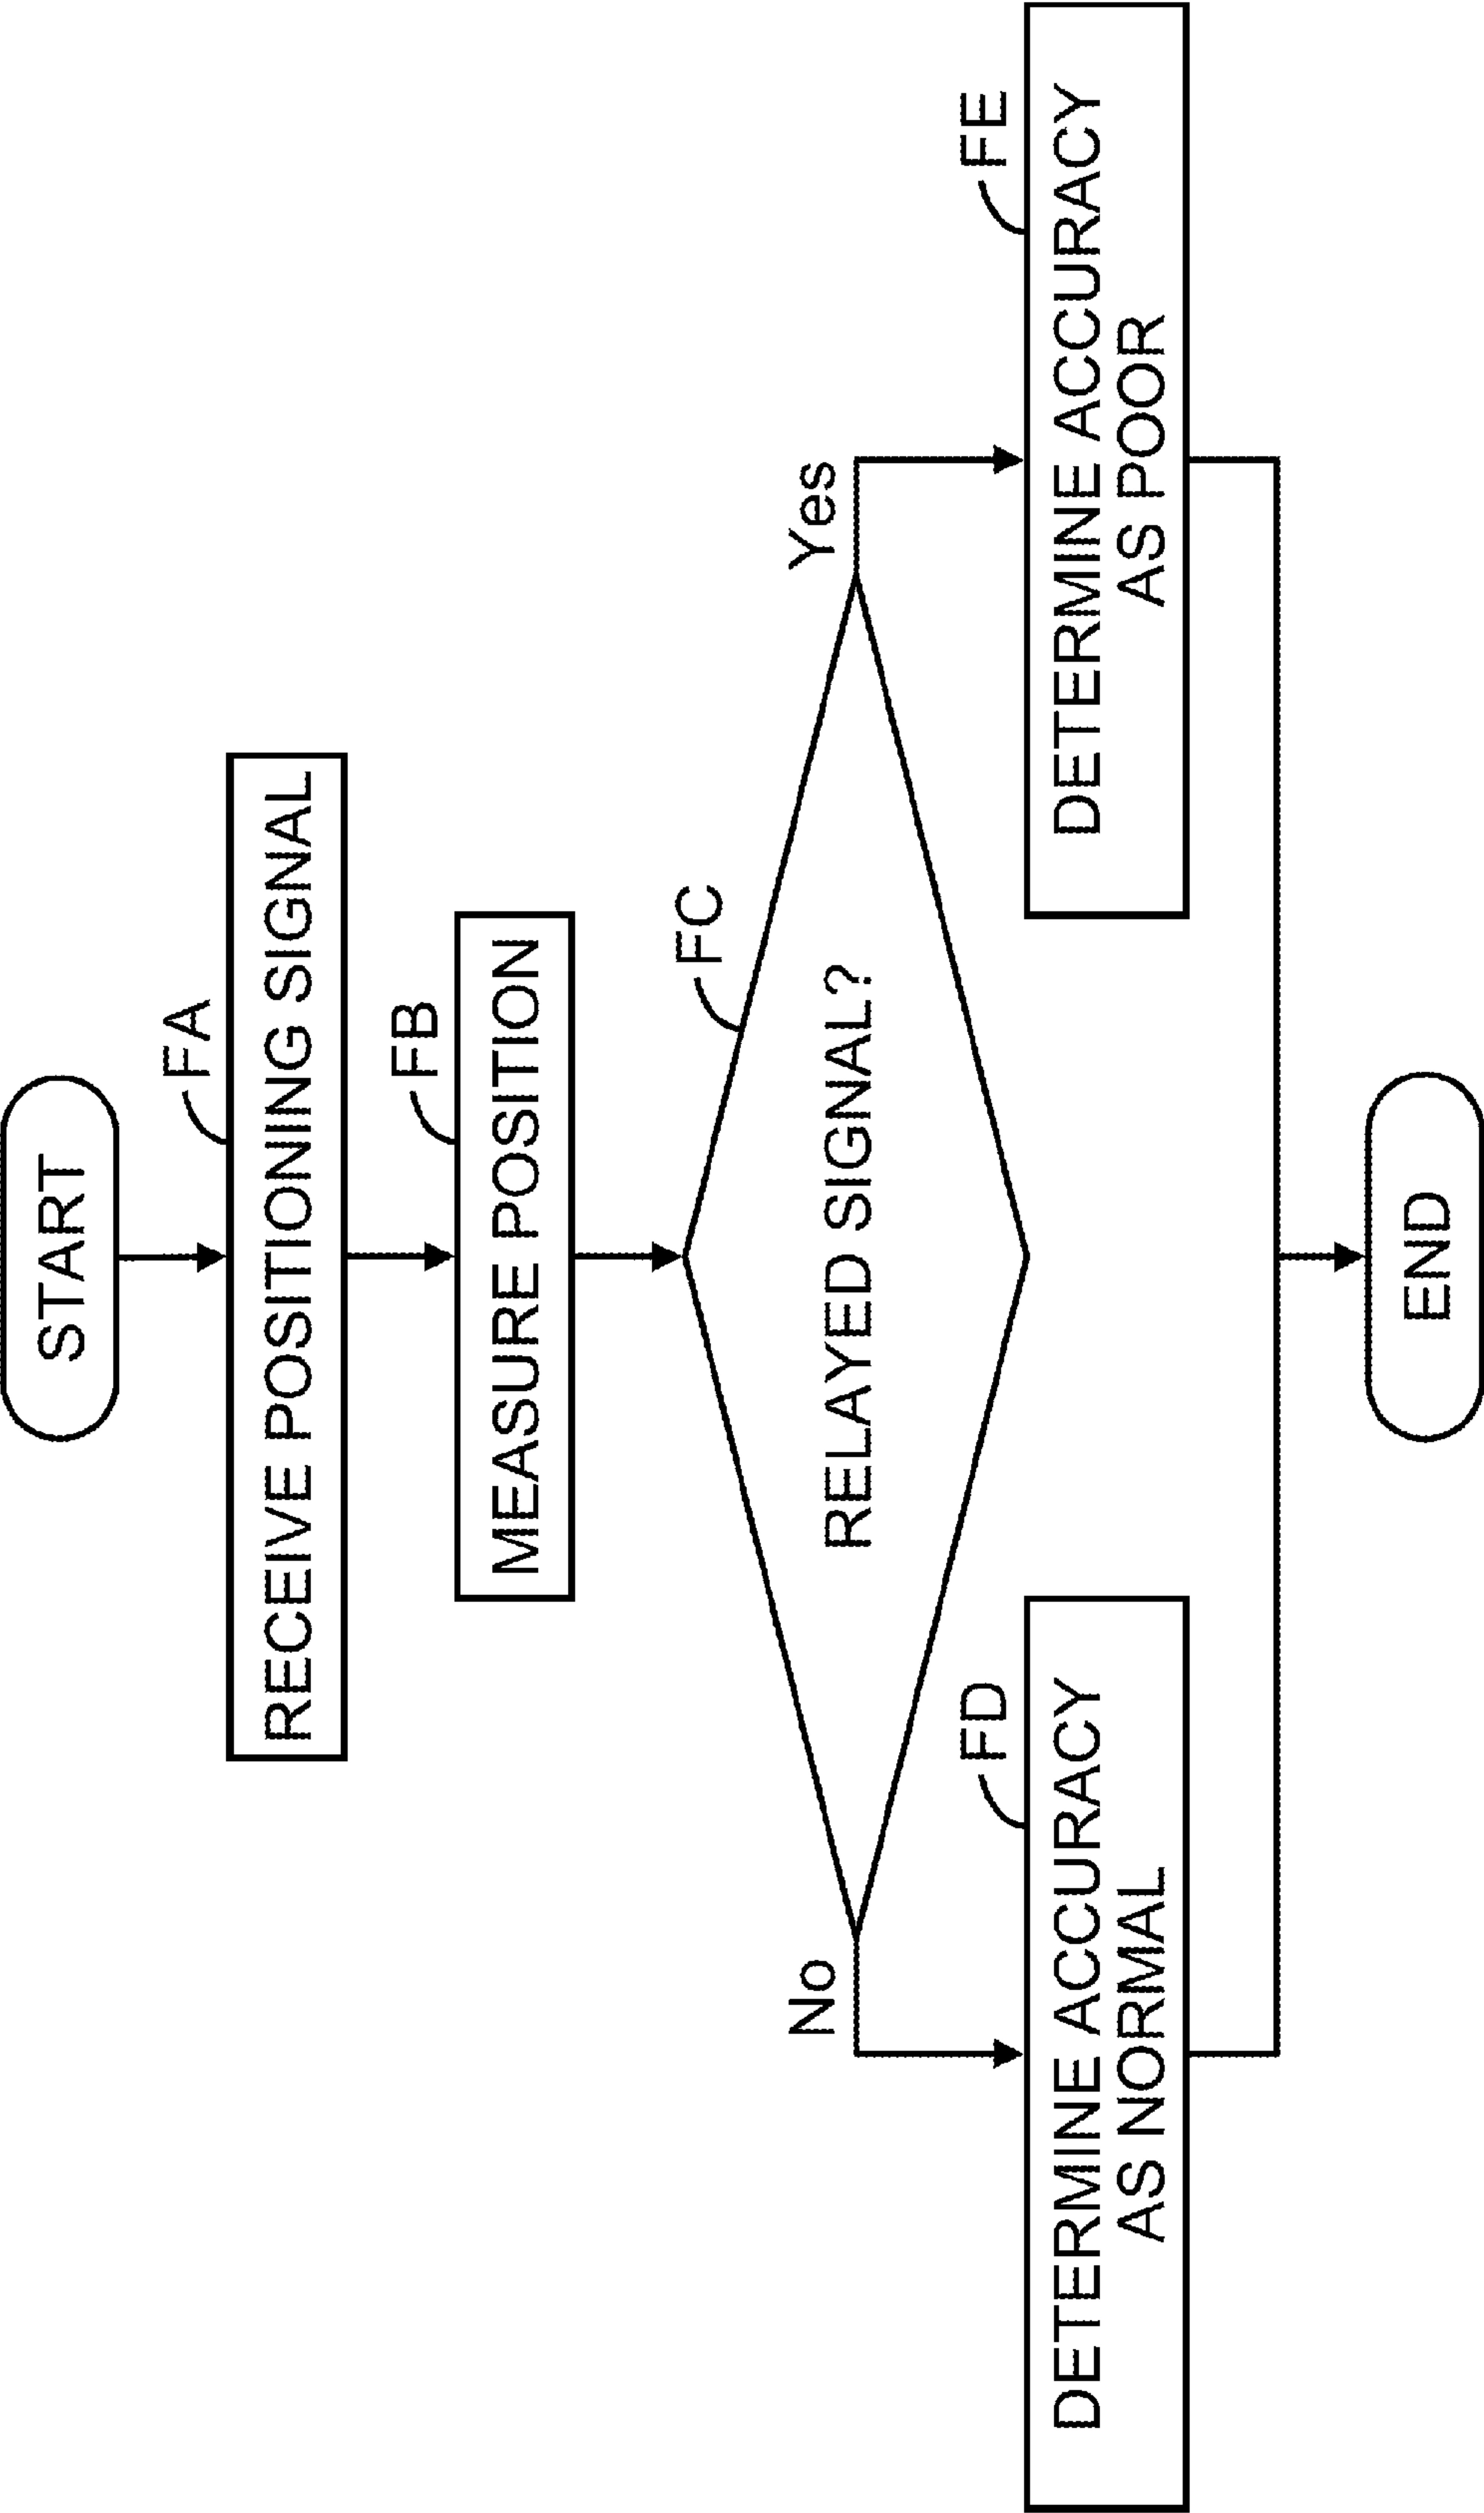 START
FA
RECEIVE POSITIONING SIGNAL
FB
MEASURE POSITION
FC
RELAYED SIGNAL?
No
Yes
FD
DETERMINE ACCURACY
AS NORMAL
FE
DETERMINE ACCURACY
AS POOR
END